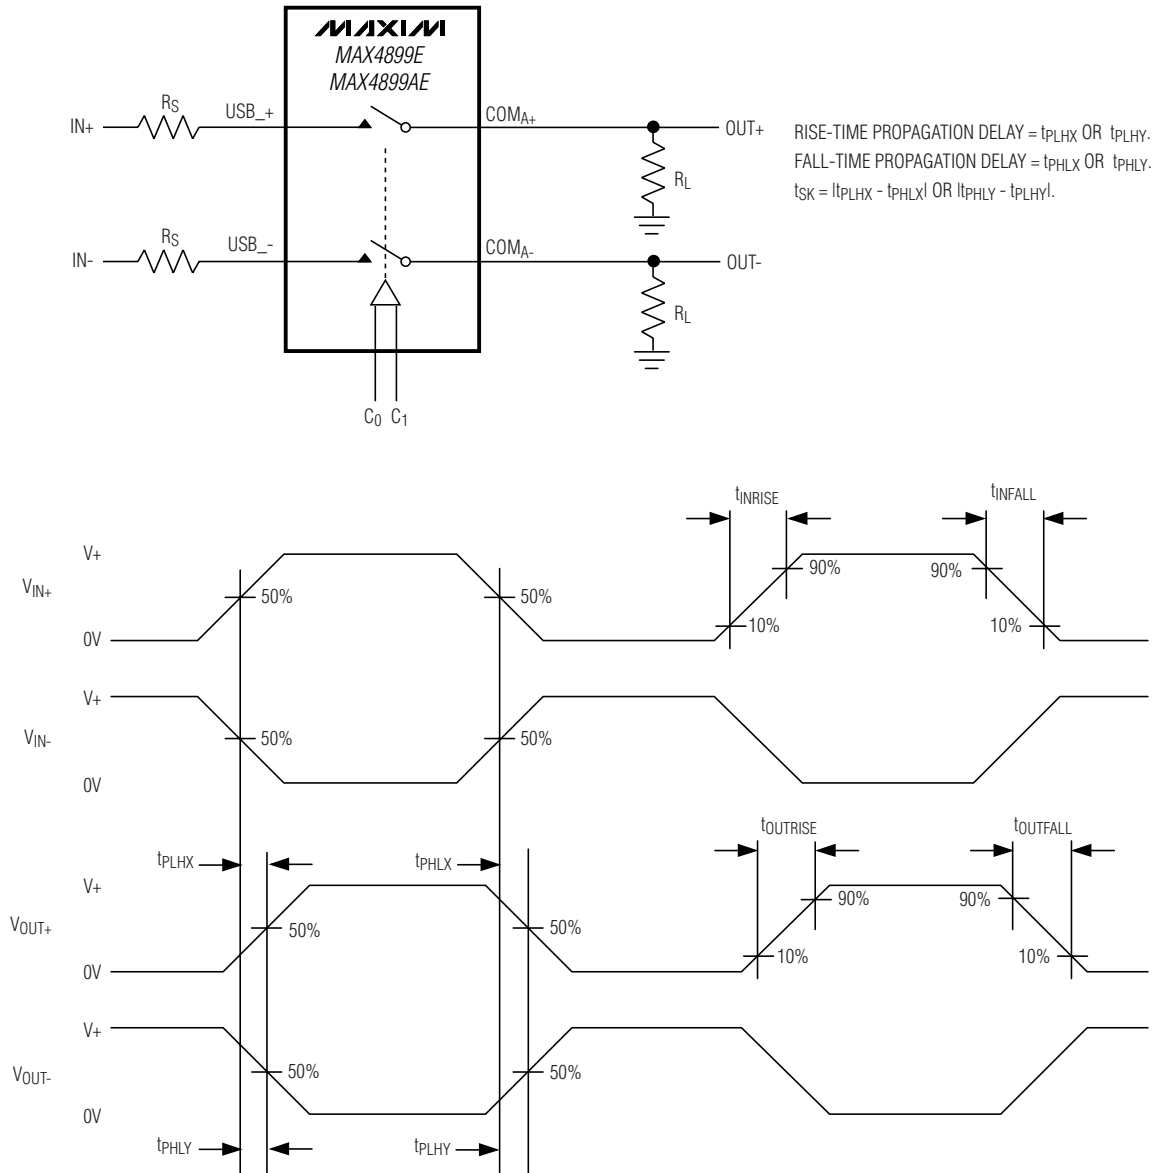 MAXIM
MAX4899E
MAX4899AE
RS
USB_+
COMA+
IN+
OUT+
RISE-TIME PROPAGATION DELAY = tPLHX OR tPLHY.
FALL-TIME PROPAGATION DELAY = tPHLX OR tPHLY.
tSK = |tPLHX - tPHLX| OR |tPHLY - tPLHY|.
RL
RS
USB_-
COMA-
IN-
OUT-
RL
C0 C1
tINRISE
tINFALL
V+
VIN+
0V
50%
50%
90%
10%
90%
10%
V+
VIN-
0V
50%
50%
tOUTRISE
tOUTFALL
tPLHX
tPHLX
V+
VOUT+
0V
50%
50%
90%
10%
90%
10%
V+
VOUT-
0V
50%
50%
tPHLY
tPLHY